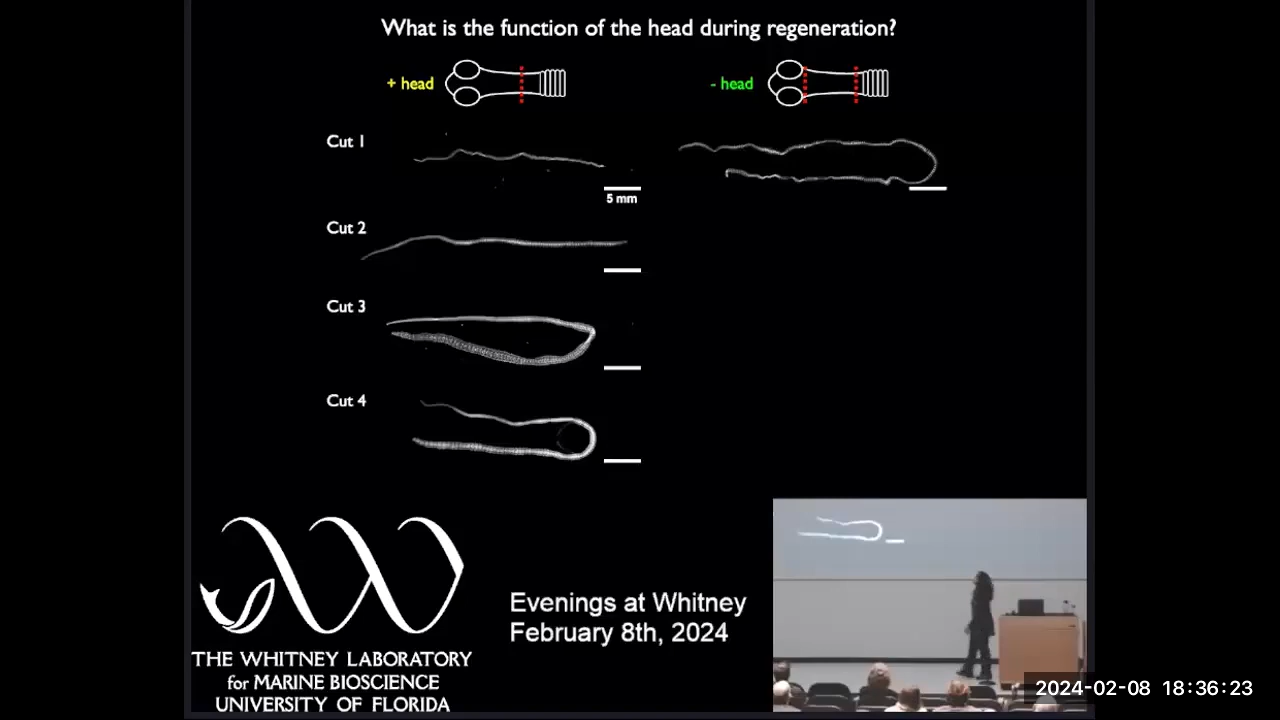 What is the function of the head during regeneration?
+ head
- head
Cut 1
5 mm
Cut 2
Cut 3
Cut 4
THE WHITNEY LABORATORY
for MARINE BIOSCIENCE
UNIVERSITY OF FLORIDA
Evenings at Whitney
February 8th, 2024
2024-02-08 18:36:23